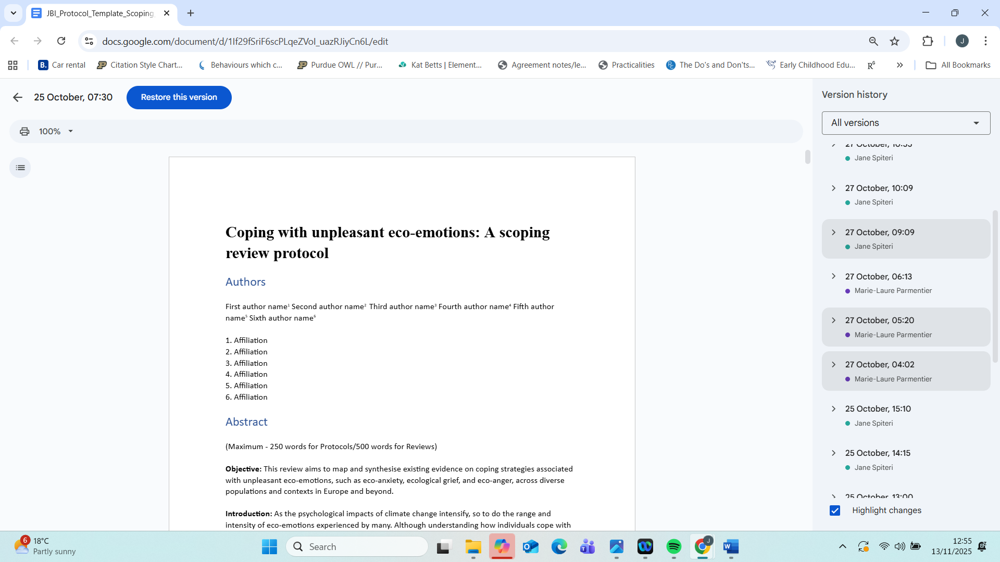 JBI_Protocol_Template_Scoping_
docs.google.com/document/d/1If29fSriF6scPLqeZVoI_uazRJiyCn6L/edit
J
B. Car rental
Citation Style Chart...
Behaviours which c...
Purdue OWL // Pur...
Kat Betts | Element...
Agreement notes/le...
Practicalities
The Do's and Don'ts...
Early Childhood Edu...
R^G
All Bookmarks
25 October, 07:30
Restore this version
100%
Coping with unpleasant eco-emotions: A scoping
review protocol
Authors
First author name¹ Second author name² Third author name³ Fourth author name⁴ Fifth author
name⁵ Sixth author name⁶
1. Affiliation
2. Affiliation
3. Affiliation
4. Affiliation
5. Affiliation
6. Affiliation
Abstract
(Maximum - 250 words for Protocols/500 words for Reviews)
Objective: This review aims to map and synthesise existing evidence on coping strategies associated
with unpleasant eco-emotions, such as eco-anxiety, ecological grief, and eco-anger, across diverse
populations and contexts in Europe and beyond.
Introduction: As the psychological impacts of climate change intensify, so to do the range and
intensity of eco-emotions experienced by many. Although understanding how individuals cope with
Version history
All versions
27 October,
Jane Spiteri
27 October, 10:09
Jane Spiteri
27 October, 09:09
Jane Spiteri
27 October, 06:13
Marie-Laure Parmentier
27 October, 05:20
Marie-Laure Parmentier
27 October, 04:02
Marie-Laure Parmentier
25 October, 15:10
Jane Spiteri
25 October, 14:15
Jane Spiteri
25 October, 13:00
Highlight changes
6
18°C
Partly sunny
Search
J
12:55
13/11/2025